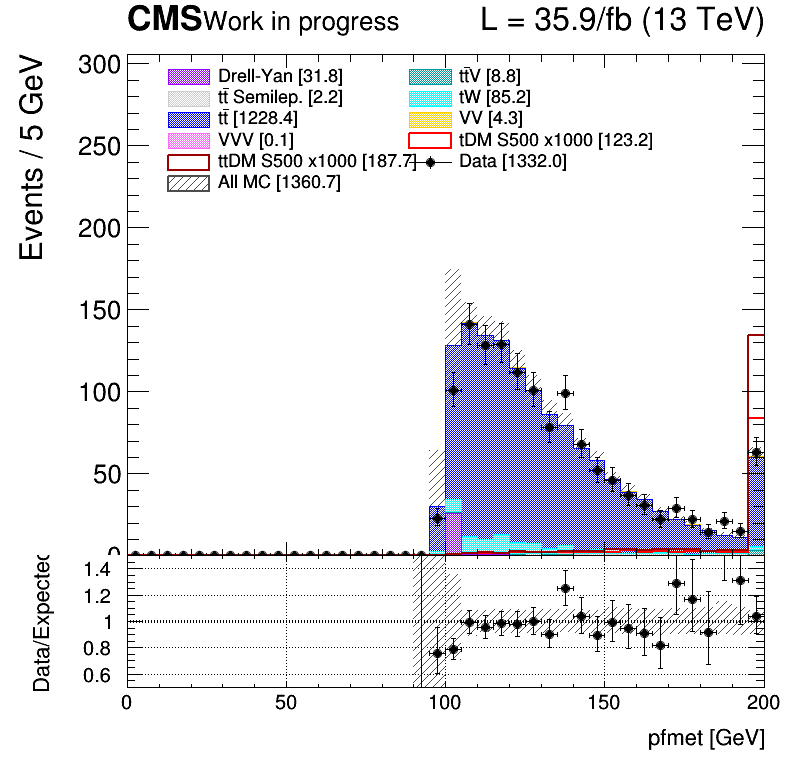 CMS Work in progress L = 35.9/fb (13 TeV)
Events / 5 GeV
300
250
200
150
100
50
0
Drell-Yan [31.8] tt̄V [8.8]
tt̄ Semilep. [2.2] tW [85.2]
tt̄ [1228.4] VV [4.3]
VVV [0.1] tDM S500 x1000 [123.2]
ttDM S500 x1000 [187.7] Data [1332.0]
All MC [1360.7]
Data/Expected
1.4
1.2
1
0.8
0.6
0 50 100 150 200
pfmet [GeV]